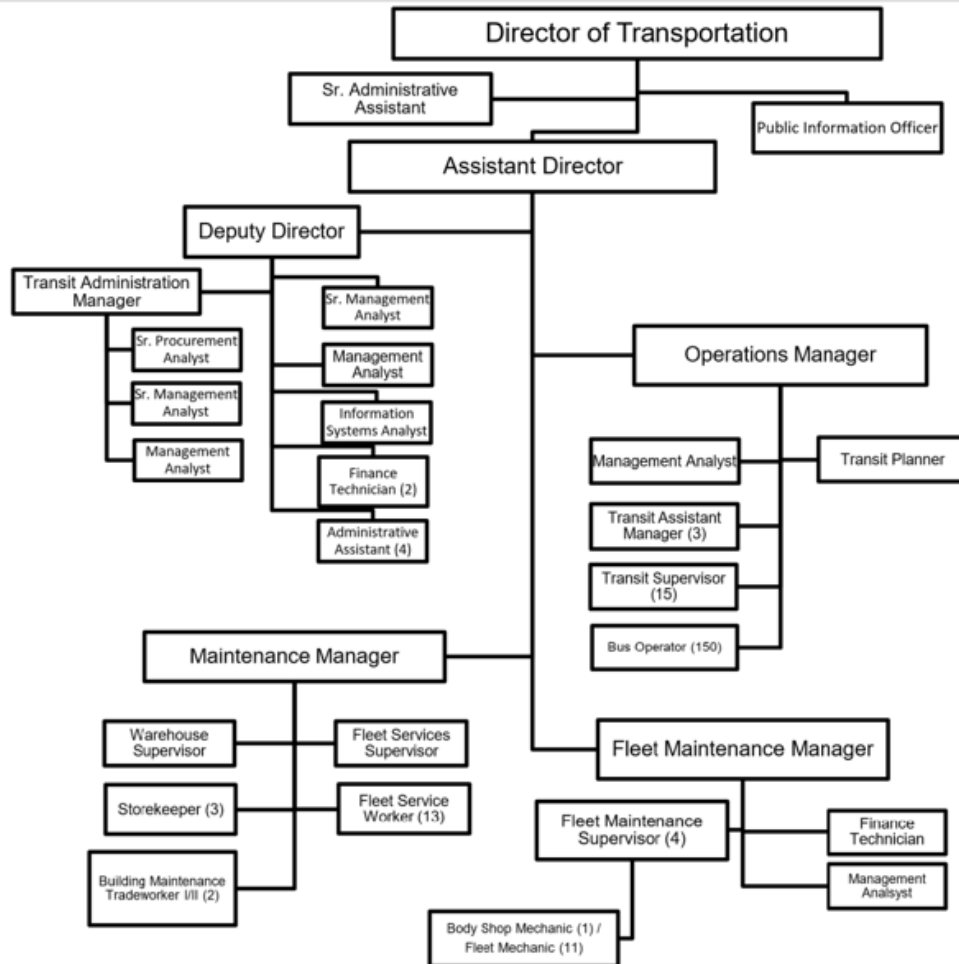 Director of Transportation
Sr. Administrative
Assistant
Public Information Officer
Assistant Director
Deputy Director
Transit Administration
Manager
Sr. Management
Analyst
Sr. Procurement
Analyst
Management
Analyst
Sr. Management
Analyst
Information
Systems Analyst
Management
Analyst
Finance
Technician (2)
Administrative
Assistant (4)
Operations Manager
Management Analyst
Transit Planner
Transit Assistant
Manager (3)
Transit Supervisor
(15)
Bus Operator (150)
Maintenance Manager
Warehouse
Supervisor
Fleet Services
Supervisor
Storekeeper (3)
Fleet Service
Worker (13)
Building Maintenance
Tradeworker I/II (2)
Fleet Maintenance Manager
Fleet Maintenance
Supervisor (4)
Finance
Technician
Management
Analsyst
Body Shop Mechanic (1) /
Fleet Mechanic (11)